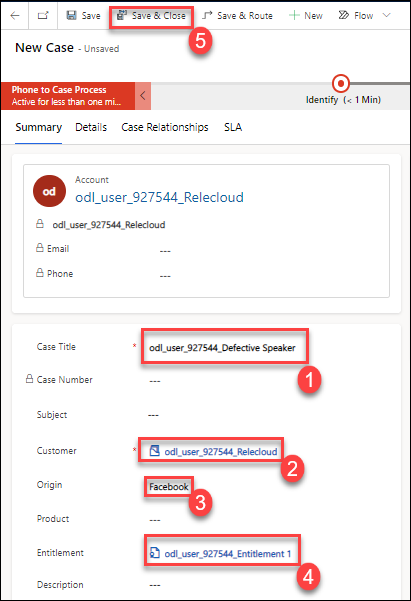 Save Save & Close Save & Route New Flow
5
New Case - Unsaved
Phone to Case Process
Active for less than one mi...
Identify (< 1 Min)
Summary Details Case Relationships SLA
od
Account
odl_user_927544_Relecloud
odl_user_927544_Relecloud
Email ---
Phone ---
Case Title * odl_user_927544_Defective Speaker
1
Case Number ---
Subject ---
Customer * odl_user_927544_Relecloud
2
Origin Facebook
3
Product ---
Entitlement odl_user_927544_Entitlement 1
4
Description ---